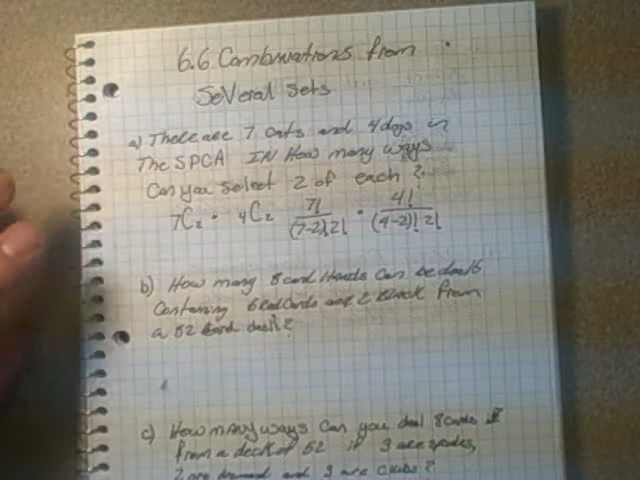 6.6 Combinations from
Several Sets
a) There are 7 Cats and 4 dogs in
The SPCA IN How many ways
Can you Select 2 of each?
7C2 · 4C2 7!/(7-2)!2! · 4!/(4-2)!2!
b) How many 8 card Hands Can be dealt
Containing 6 Red Cards and 2 Black from
a 52 Card deck?
c) How many ways Can you deal 8 cards
from a deck of 52 if 3 are spades,
2 are diamond and 3 are clubs?